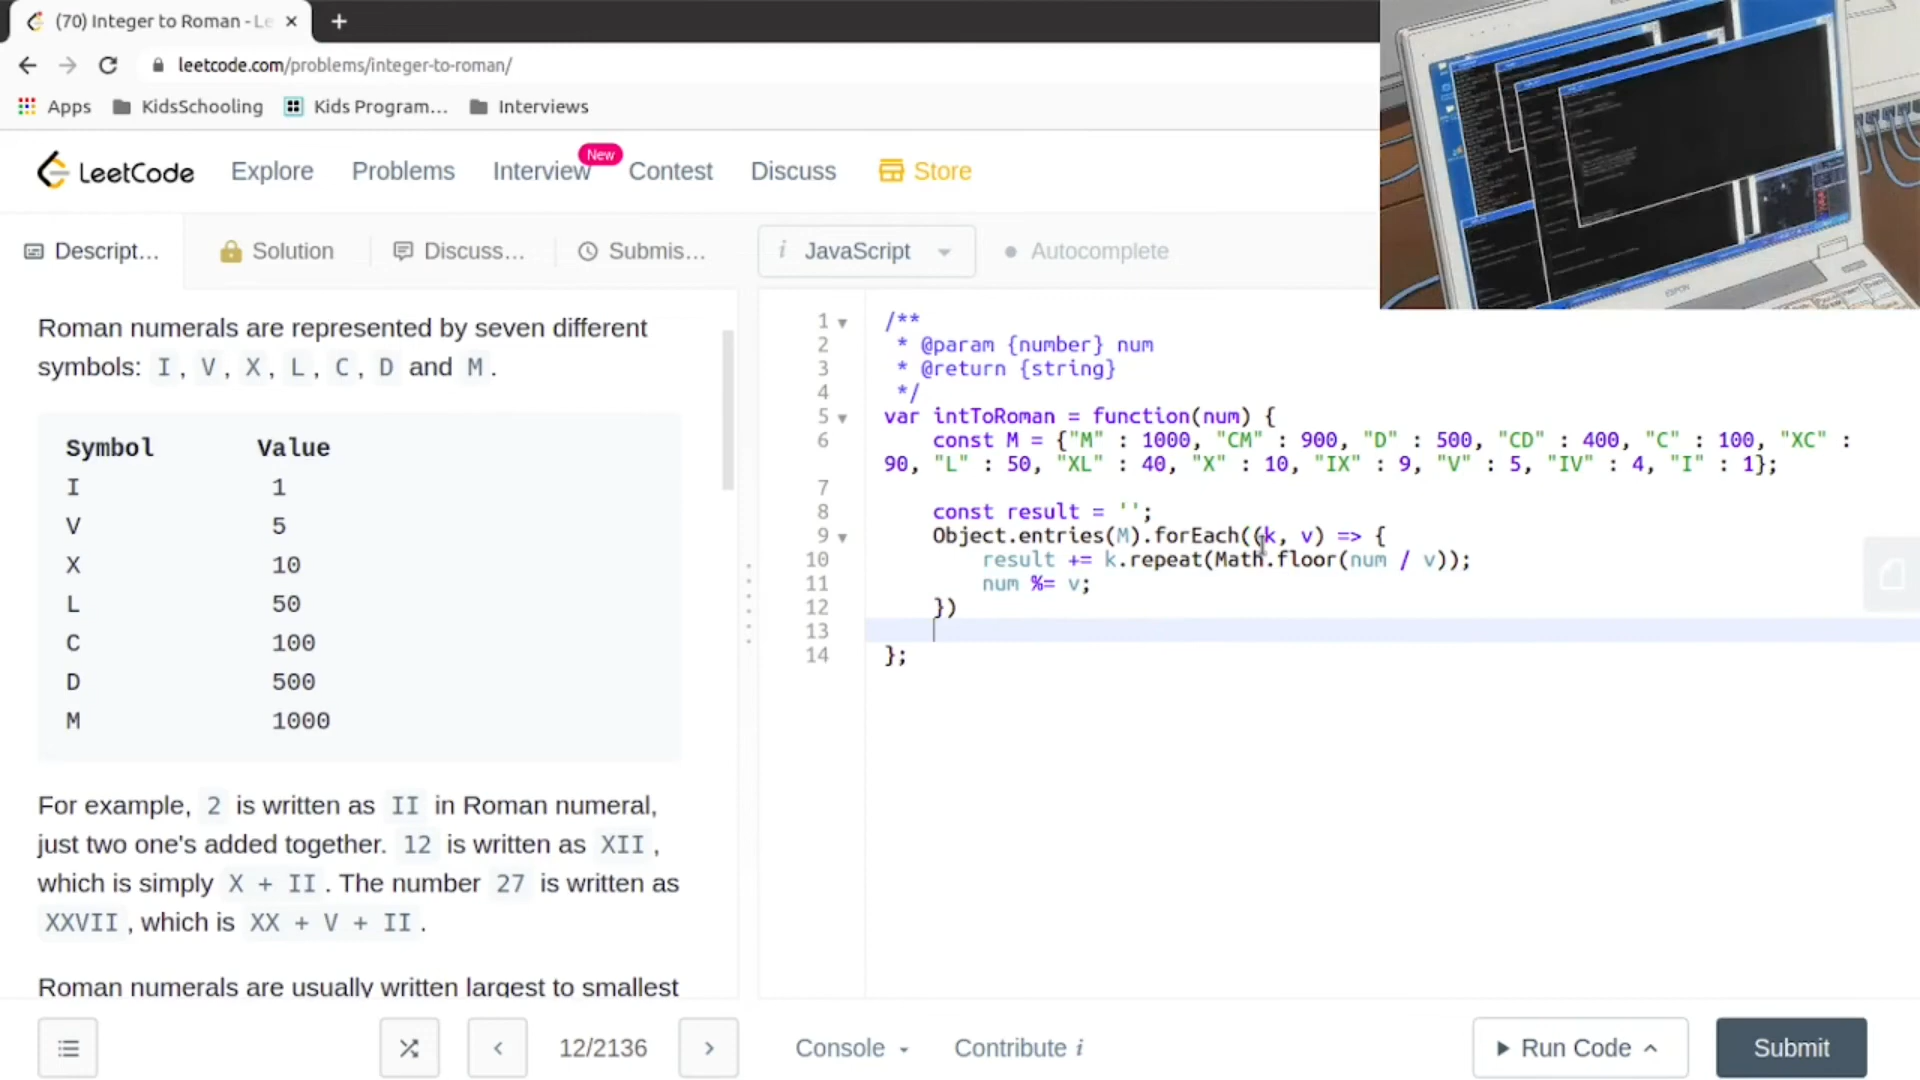 (70) Integer to Roman - Le
leetcode.com/problems/integer-to-roman/
Apps KidsSchooling Kids Program... Interviews
LeetCode Explore Problems Interview New Contest Discuss Store
Descript... Solution Discuss... Submis...
i JavaScript Autocomplete
Roman numerals are represented by seven different
symbols: I, V, X, L, C, D and M.
Symbol Value
I 1
V 5
X 10
L 50
C 100
D 500
M 1000
For example, 2 is written as II in Roman numeral,
just two one's added together. 12 is written as XII,
which is simply X + II. The number 27 is written as
XXVII, which is XX + V + II.
Roman numerals are usually written largest to smallest
1 /**
2 * @param {number} num
3 * @return {string}
4 */
5 var intToRoman = function(num) {
6 const M = {"M" : 1000, "CM" : 900, "D" : 500, "CD" : 400, "C" : 100, "XC" :
90, "L" : 50, "XL" : 40, "X" : 10, "IX" : 9, "V" : 5, "IV" : 4, "I" : 1};
7
8 const result = '';
9 Object.entries(M).forEach((k, v) => {
10 result += k.repeat(Math.floor(num / v));
11 num %= v;
12 })
13
14 };
12/2136
Console Contribute i
Run Code Submit